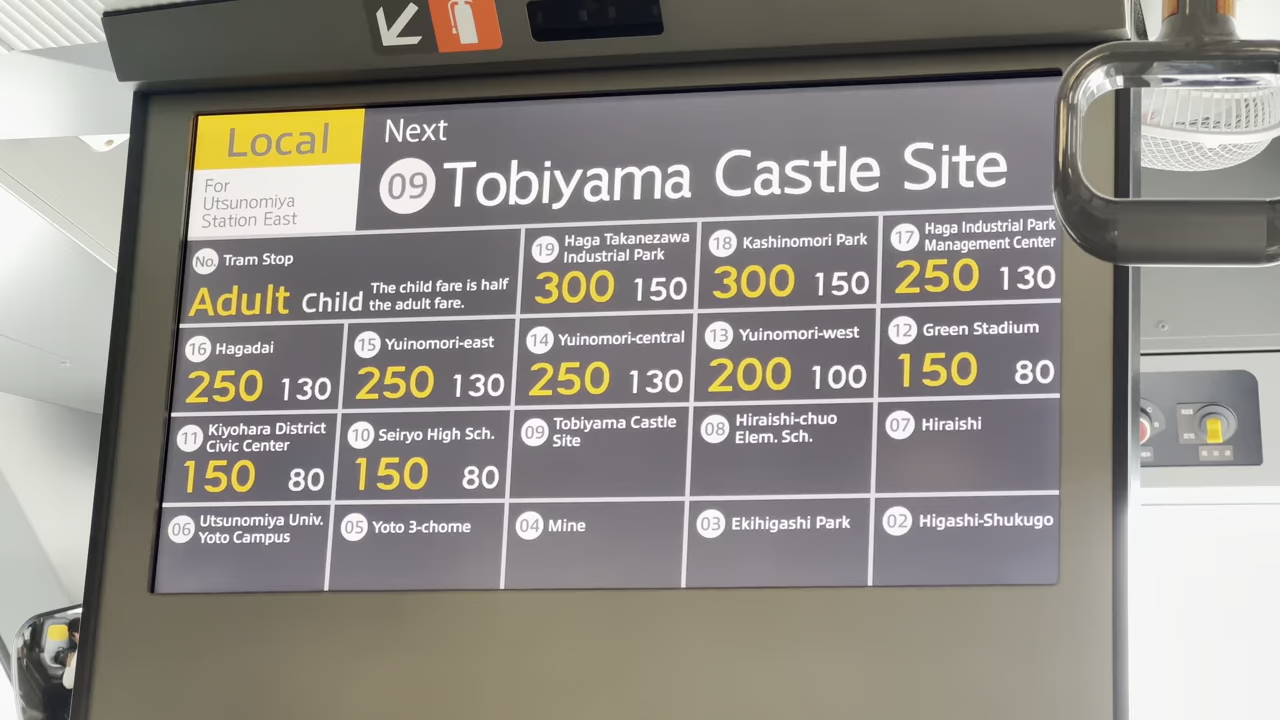 Local
For
Utsunomiya
Station East
Next
09 Tobiyama Castle Site
No. Tram Stop
Adult Child The child fare is half
the adult fare.
19 Haga Takanezawa
Industrial Park
300 150
18 Kashinomori Park
300 150
17 Haga Industrial Park
Management Center
250 130
16 Hagadai
250 130
15 Yuinomori-east
250 130
14 Yuinomori-central
250 130
13 Yuinomori-west
200 100
12 Green Stadium
150 80
11 Kiyohara District
Civic Center
150 80
10 Seiryo High Sch.
150 80
09 Tobiyama Castle
Site
08 Hiraishi-chuo
Elem. Sch.
07 Hiraishi
06 Utsunomiya Univ.
Yoto Campus
05 Yoto 3-chome
04 Mine
03 Ekihigashi Park
02 Higashi-Shukugo